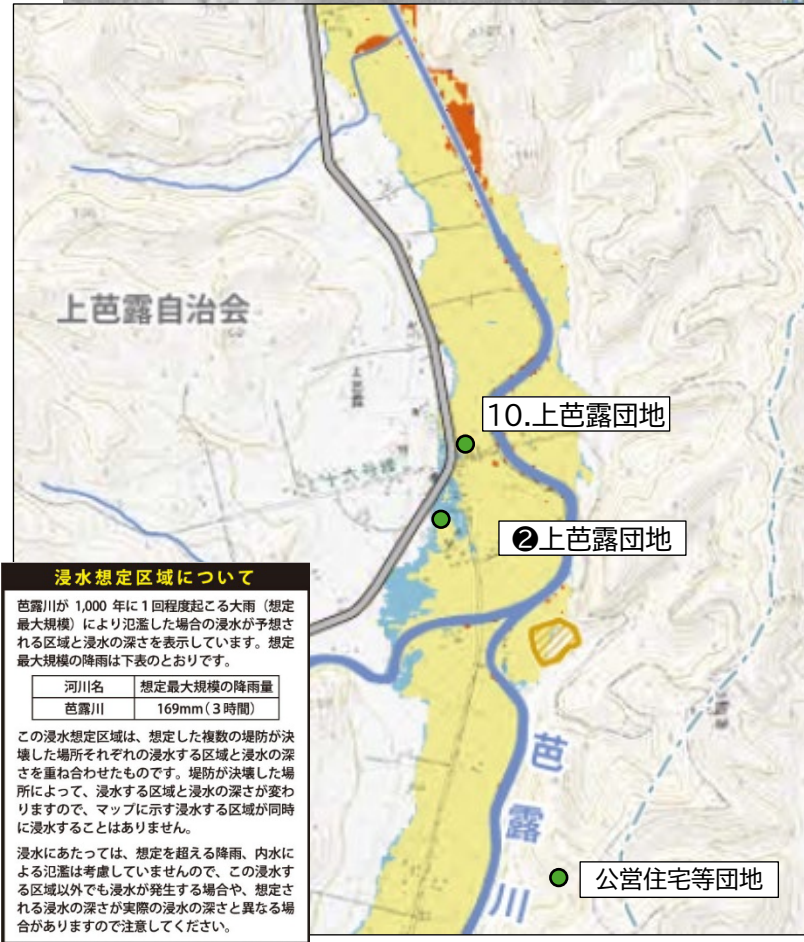 上芭露自治会
上芭露
10.上芭露団地
十六号線
❷上芭露団地
浸水想定区域について
芭露川が 1,000 年に1回程度起こる大雨（想定
最大規模）により氾濫した場合の浸水が予想さ
れる区域と浸水の深さを表示しています。想定
最大規模の降雨は下表のとおりです。
河川名 想定最大規模の降雨量
芭露川 169mm（3時間）
この浸水想定区域は、想定した複数の堤防が決
壊した場所それぞれの浸水する区域と浸水の深
さを重ね合わせたものです。堤防が決壊した場
所によって、浸水する区域と浸水の深さが変わ
りますので、マップに示す浸水する区域が同時
に浸水することはありません。
浸水にあたっては、想定を超える降雨、内水に
よる氾濫は考慮していませんので、この浸水す
る区域以外でも浸水が発生する場合や、想定さ
れる浸水の深さが実際の浸水の深さと異なる場
合がありますので注意してください。
芭露川
公営住宅等団地